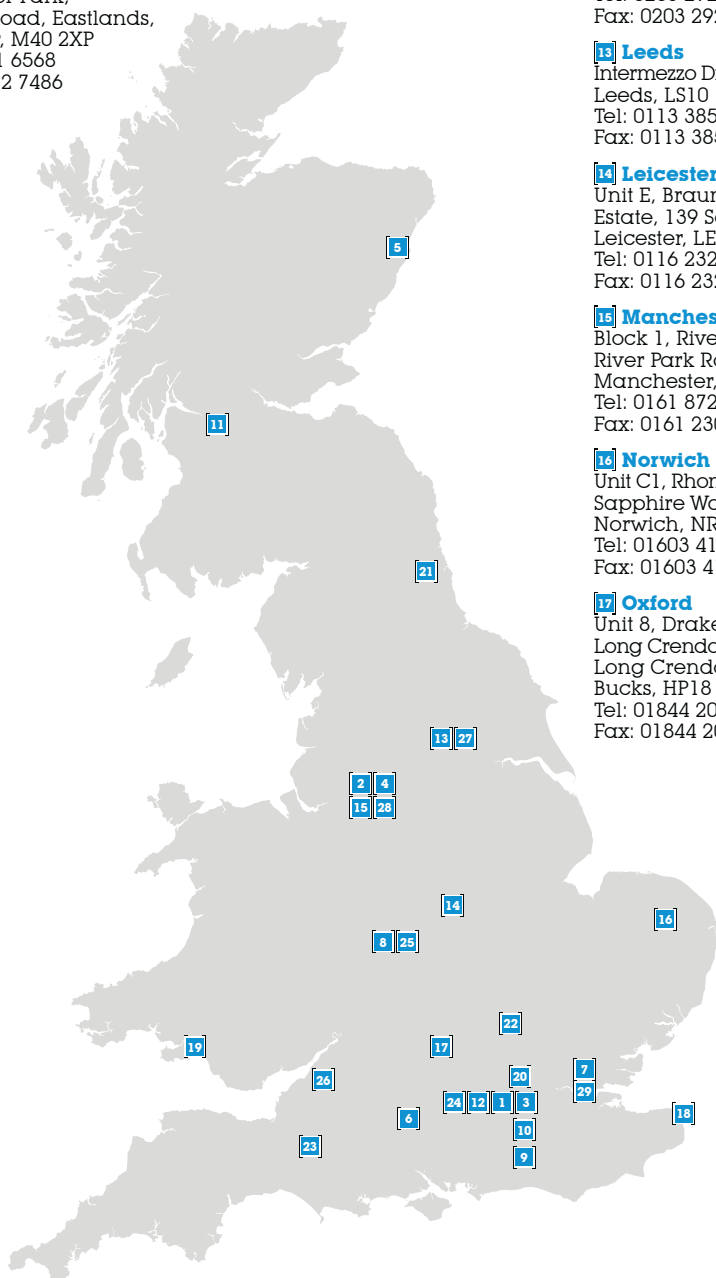 oad, Eastlands,
, M40 2XP
1 6568
2 7486
Fax: 0203 29
13 Leeds
Intermezzo D
Leeds, LS10
Tel: 0113 385
Fax: 0113 38
14 Leicester
Unit E, Braun
Estate, 139 S
Leicester, LE
Tel: 0116 232
Fax: 0116 23
15 Manches
Block 1, Rive
River Park R
Manchester,
Tel: 0161 872
Fax: 0161 230
16 Norwich
Unit C1, Rhon
Sapphire Wa
Norwich, NR
Tel: 01603 41
Fax: 01603 4
17 Oxford
Unit 8, Drake
Long Crendo
Long Crendo
Bucks, HP18
Tel: 01844 20
Fax: 01844 20
5
11
21
13 27
2 4
15 28
14
16
8 25
22
19
17
7
20
26
29
24 12 1 3
18
6
10
23
9